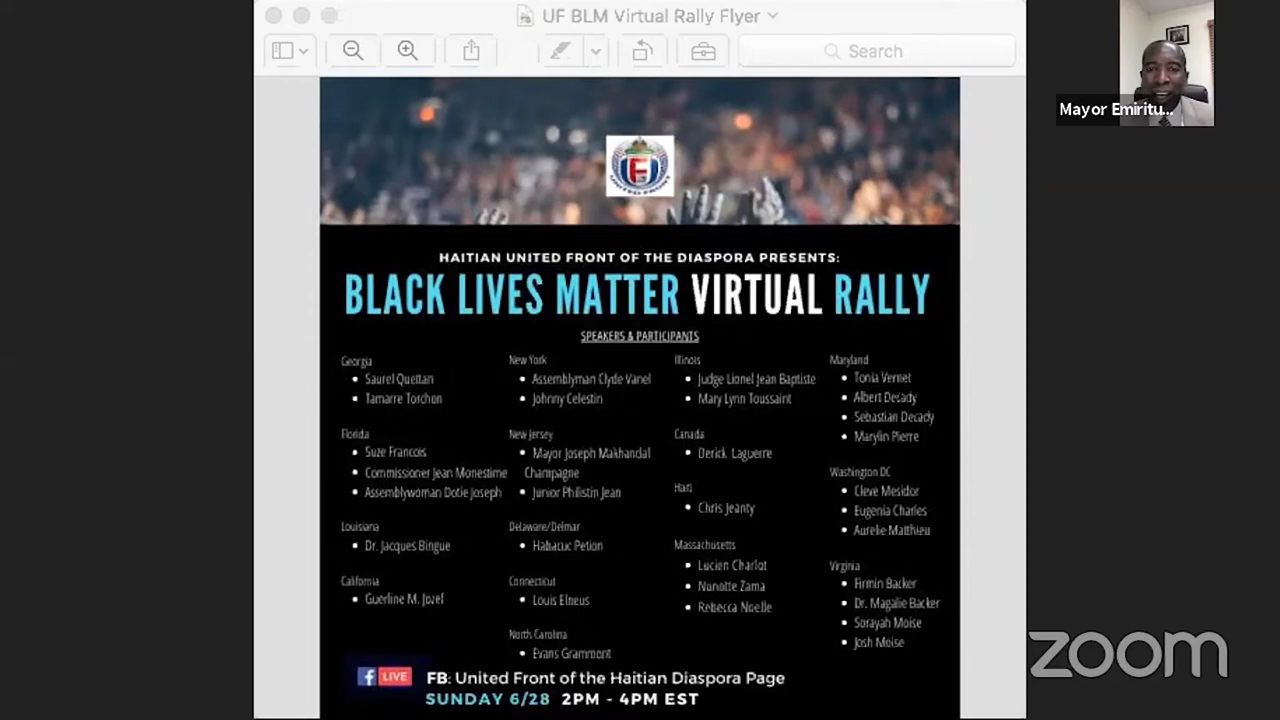 UF BLM Virtual Rally Flyer
Search
Mayor Emiritu...
HAITIAN UNITED FRONT OF THE DIASPORA PRESENTS:
BLACK LIVES MATTER VIRTUAL RALLY
SPEAKERS & PARTICIPANTS
Georgia
Saurel Quettan
Tamarre Torchon
Florida
Suze Francois
Commissioner Jean Monestime
Assemblywoman Dotie Joseph
Louisiana
Dr. Jacques Bingue
California
Guerline M. Jozef
New York
Assemblyman Clyde Vanel
Johnny Celestin
New Jersey
Mayor Joseph Makhandal
Champagne
Junior Philistin Jean
Delaware/Delmar
Habacuc Petion
Connecticut
Louis Elneus
North Carolina
Evans Grammont
Illinois
Judge Lionel Jean Baptiste
Mary Lynn Toussaint
Canada
Derick Laguerre
Haiti
Chris Jeanty
Massachusetts
Lucien Charlot
Nunotte Zama
Rebecca Noelle
Maryland
Tonia Vernet
Albert Decady
Sebastian Decady
Marylin Pierre
Washington DC
Cleve Mesidor
Eugenia Charles
Aurelie Matthieu
Virginia
Firmin Backer
Dr. Magalie Backer
Sorayah Moise
Josh Moise
f LIVE
FB: United Front of the Haitian Diaspora Page
SUNDAY 6/28 2PM - 4PM EST
zoom